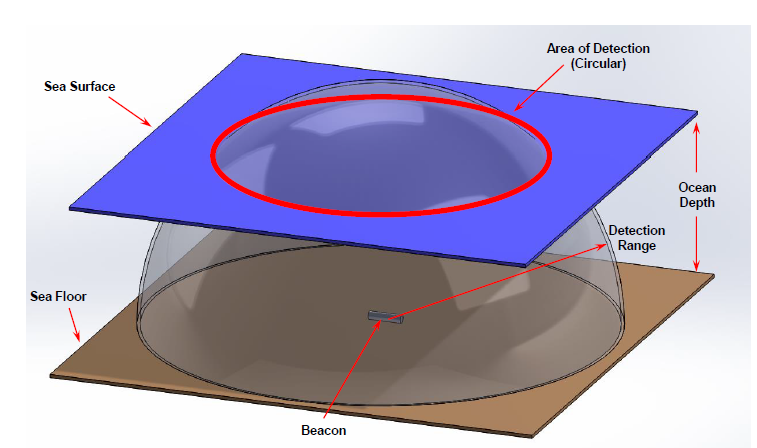 Area of Detection
(Circular)
Sea Surface
Ocean
Depth
Detection
Range
Sea Floor
Beacon